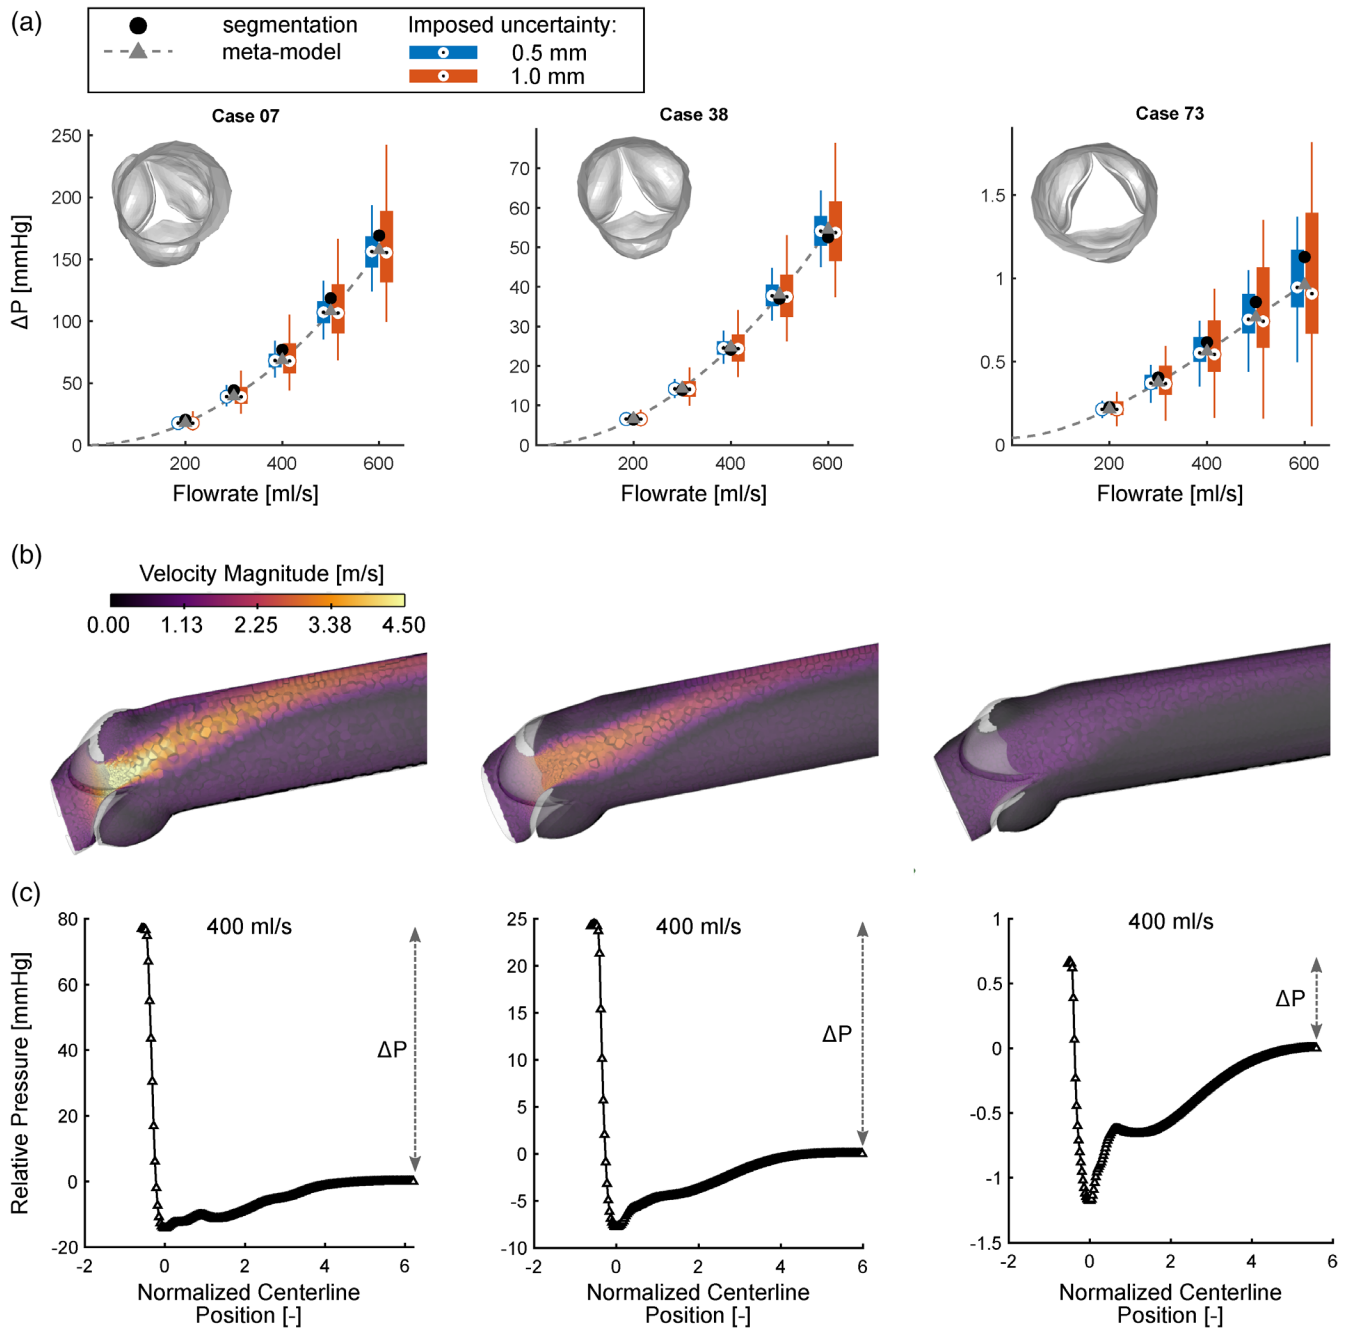 (a)
segmentation
meta-model
Imposed uncertainty:
0.5 mm
1.0 mm
Case 07
Case 38
Case 73
ΔP [mmHg]
250
200
150
100
50
0
200 400 600
Flowrate [ml/s]
70
60
50
40
30
20
10
0
200 400 600
Flowrate [ml/s]
1.5
1
0.5
0
200 400 600
Flowrate [ml/s]
(b)
Velocity Magnitude [m/s]
0.00 1.13 2.25 3.38 4.50
(c)
Relative Pressure [mmHg]
80
60
40
20
0
-20
400 ml/s
ΔP
-2 0 2 4 6
Normalized Centerline
Position [-]
25
20
15
10
5
0
-5
-10
400 ml/s
ΔP
-2 0 2 4 6
Normalized Centerline
Position [-]
1
0.5
0
-0.5
-1
-1.5
400 ml/s
ΔP
-2 0 2 4 6
Normalized Centerline
Position [-]